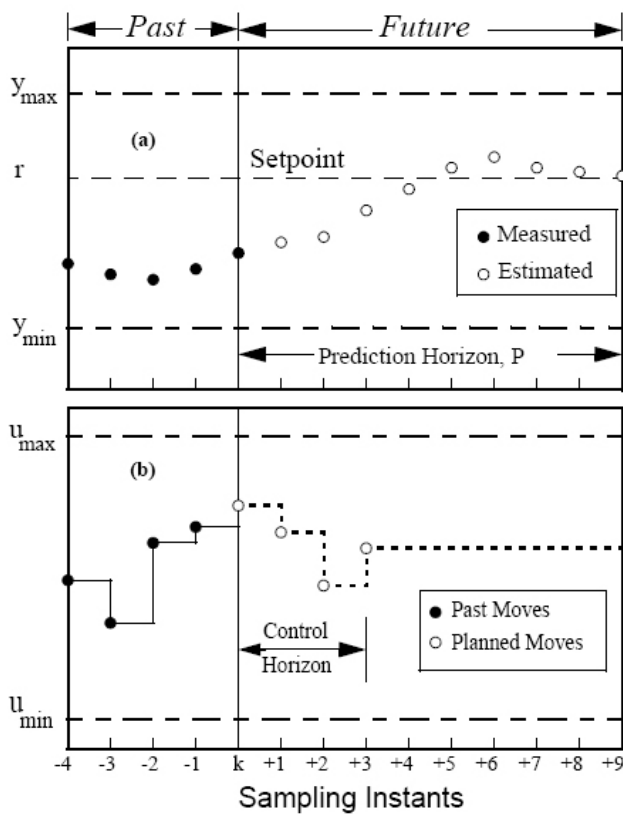 Past Future
y max
(a)
r
Setpoint
Measured
Estimated
y min
Prediction Horizon, P
u max
(b)
Past Moves
Planned Moves
Control
Horizon
u min
-4 -3 -2 -1 k +1 +2 +3 +4 +5 +6 +7 +8 +9
Sampling Instants